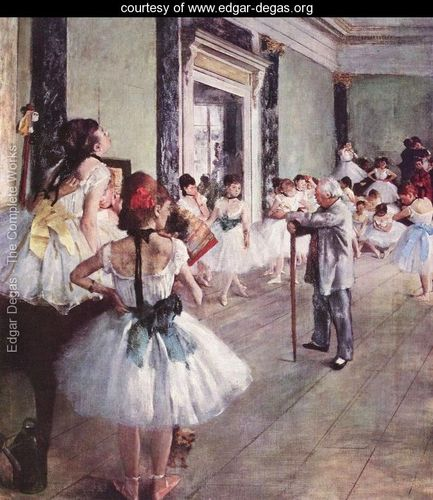 courtesy of www.edgar-degas.org
Edgar Degas - The Complete Works